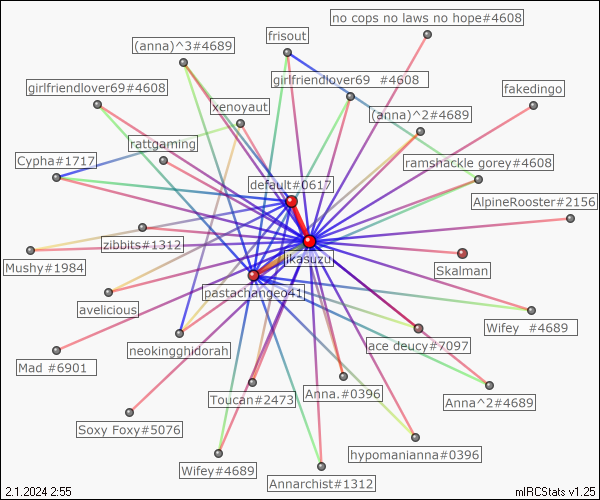 no cops no laws no hope#4608
frisout
(anna)^3#4689
girlfriendlover69 #4608
girlfriendlover69#4608
fakedingo
xenoyaut
(anna)^2#4689
rattgaming
Cypha#1717
ramshackle gorey#4608
default#0617
AlpineRooster#2156
zibbits#1312
ikasuzu
Mushy#1984
Skalman
pastachangeo41
avelicious
Wifey #4689
ace deucy#7097
neokingghidorah
Mad #6901
Anna.#0396
Toucan#2473
Anna^2#4689
Soxy Foxy#5076
hypomanianna#0396
Wifey#4689
Annarchist#1312
2.1.2024 2:55
mIRCStats v1.25